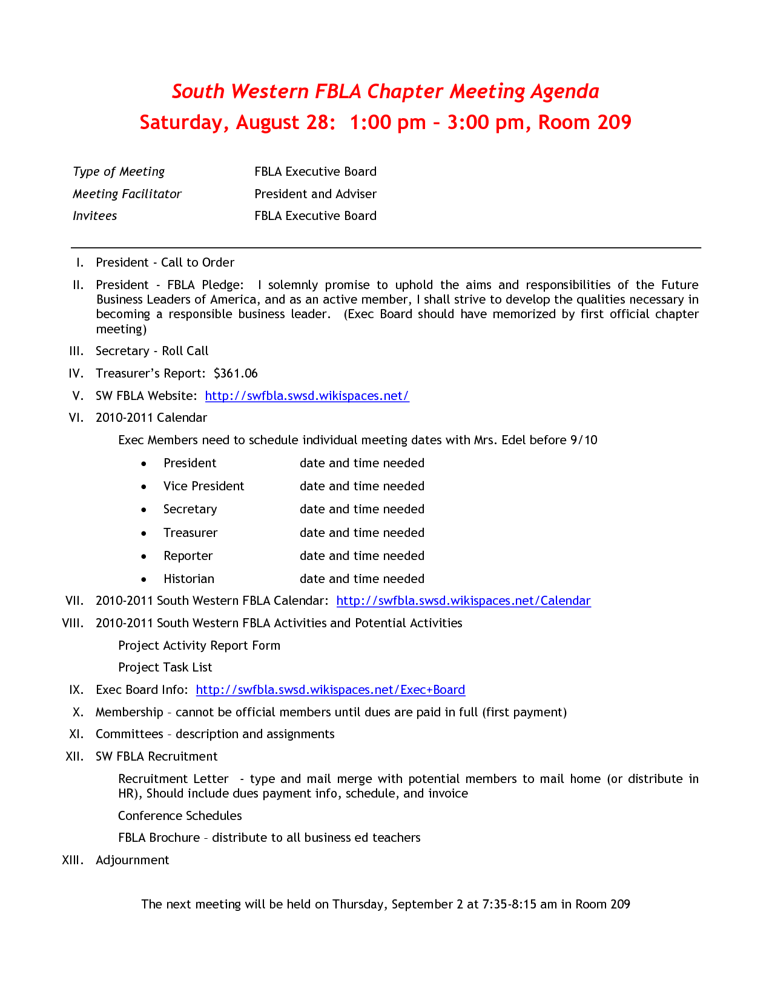 South Western FBLA Chapter Meeting Agenda
Saturday, August 28:  1:00 pm – 3:00 pm, Room 209
Type of Meeting FBLA Executive Board
Meeting Facilitator President and Adviser
Invitees FBLA Executive Board
I. President - Call to Order
II. President - FBLA Pledge:  I solemnly promise to uphold the aims and responsibilities of the Future
Business Leaders of America, and as an active member, I shall strive to develop the qualities necessary in
becoming a responsible business leader.  (Exec Board should have memorized by first official chapter
meeting)
III. Secretary - Roll Call
IV. Treasurer’s Report:  $361.06
V. SW FBLA Website:  http://swfbla.swsd.wikispaces.net/
VI. 2010-2011 Calendar
Exec Members need to schedule individual meeting dates with Mrs. Edel before 9/10
• President date and time needed
• Vice President date and time needed
• Secretary date and time needed
• Treasurer date and time needed
• Reporter date and time needed
• Historian date and time needed
VII. 2010-2011 South Western FBLA Calendar:  http://swfbla.swsd.wikispaces.net/Calendar
VIII. 2010-2011 South Western FBLA Activities and Potential Activities
Project Activity Report Form
Project Task List
IX. Exec Board Info:  http://swfbla.swsd.wikispaces.net/Exec+Board
X. Membership – cannot be official members until dues are paid in full (first payment)
XI. Committees – description and assignments
XII. SW FBLA Recruitment
Recruitment Letter  - type and mail merge with potential members to mail home (or distribute in
HR), Should include dues payment info, schedule, and invoice
Conference Schedules
FBLA Brochure – distribute to all business ed teachers
XIII. Adjournment
The next meeting will be held on Thursday, September 2 at 7:35-8:15 am in Room 209